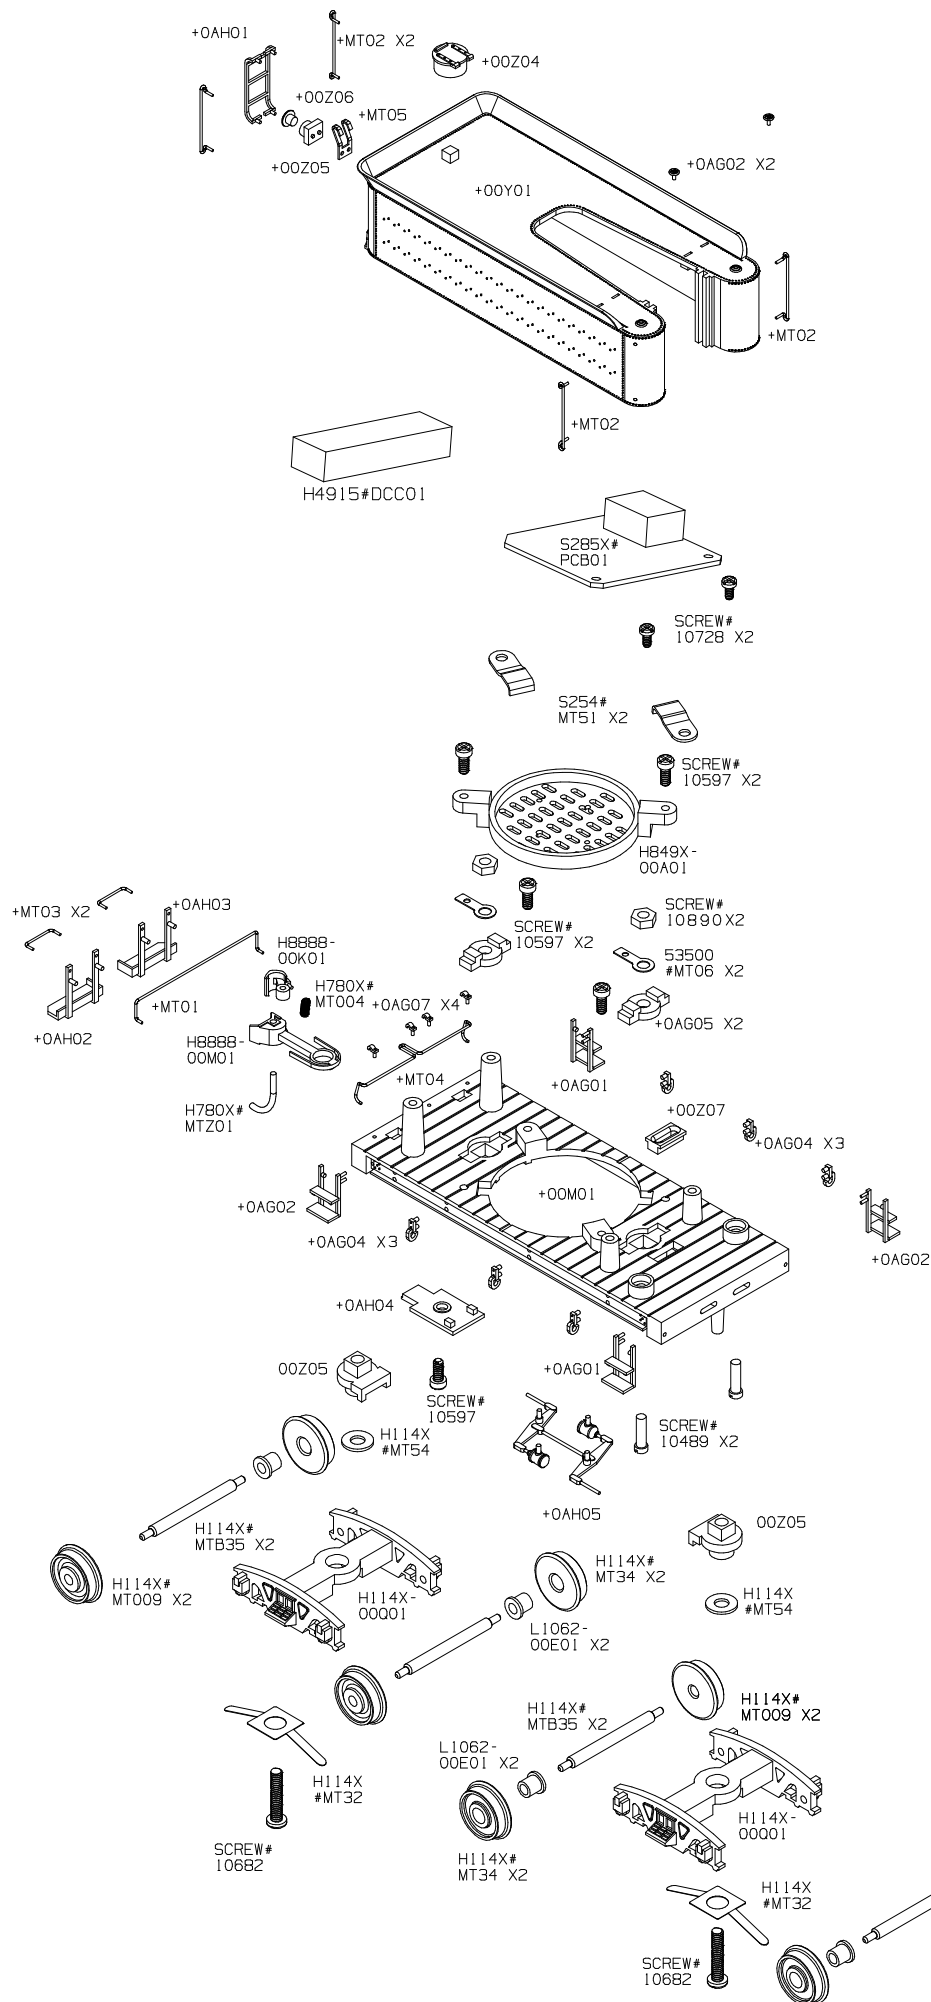 +0AH01
+MT02 X2
+00Z04
+00Z06
+MT05
+00Z05
+0AG02 X2
+00Y01
+MT02
+MT02
H4915#DCC01
S285X#
PCB01
SCREW#
10728 X2
S254#
MT51 X2
SCREW#
10597 X2
H849X-
00A01
+MT03 X2
+0AH03
SCREW#
10890X2
SCREW#
10597 X2
H8888-
00K01
53500
#MT06 X2
H780X#
MT004
+MT01
+0AG07 X4
+0AG05 X2
+0AH02
H8888-
00M01
+MT04
+0AG01
H780X#
MTZ01
+00Z07
+0AG04 X3
+00M01
+0AG02
+0AG04 X3
+0AG02
+0AH04
00Z05
+0AG01
SCREW#
10597
H114X
#MT54
SCREW#
10489 X2
+0AH05
00Z05
H114X#
MTB35 X2
H114X#
MT009 X2
H114X-
00Q01
H114X#
MT34 X2
H114X
#MT54
L1062-
00E01 X2
H114X#
MTB35 X2
H114X#
MT009 X2
L1062-
00E01 X2
H114X
#MT32
H114X-
00Q01
SCREW#
10682
H114X#
MT34 X2
H114X
#MT32
SCREW#
10682